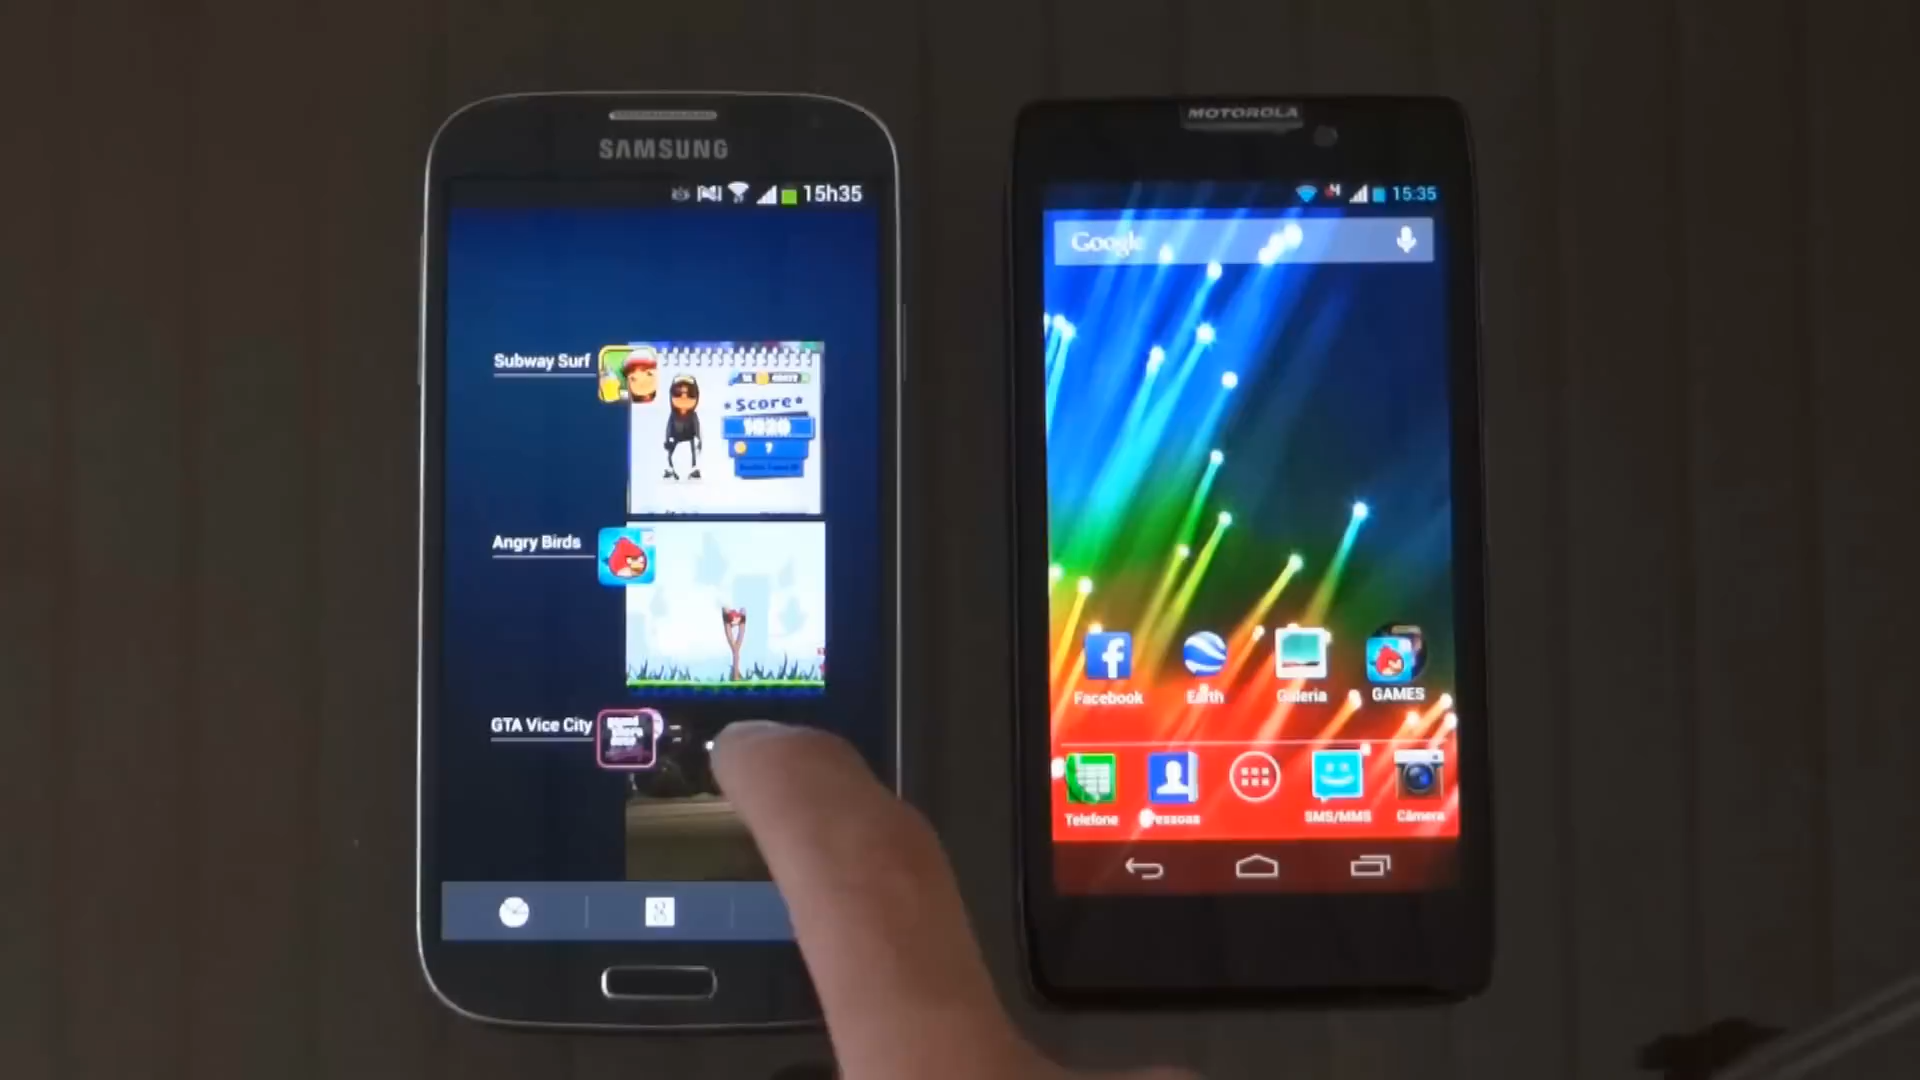 SAMSUNG
15h35
Subway Surf
Score
7
Angry Birds
GTA Vice City
MOTOROLA
15:35
Google
Facebook
Earth
Galeria
GAMES
Telefone
Pessoas
SMS/MMS
Câmera